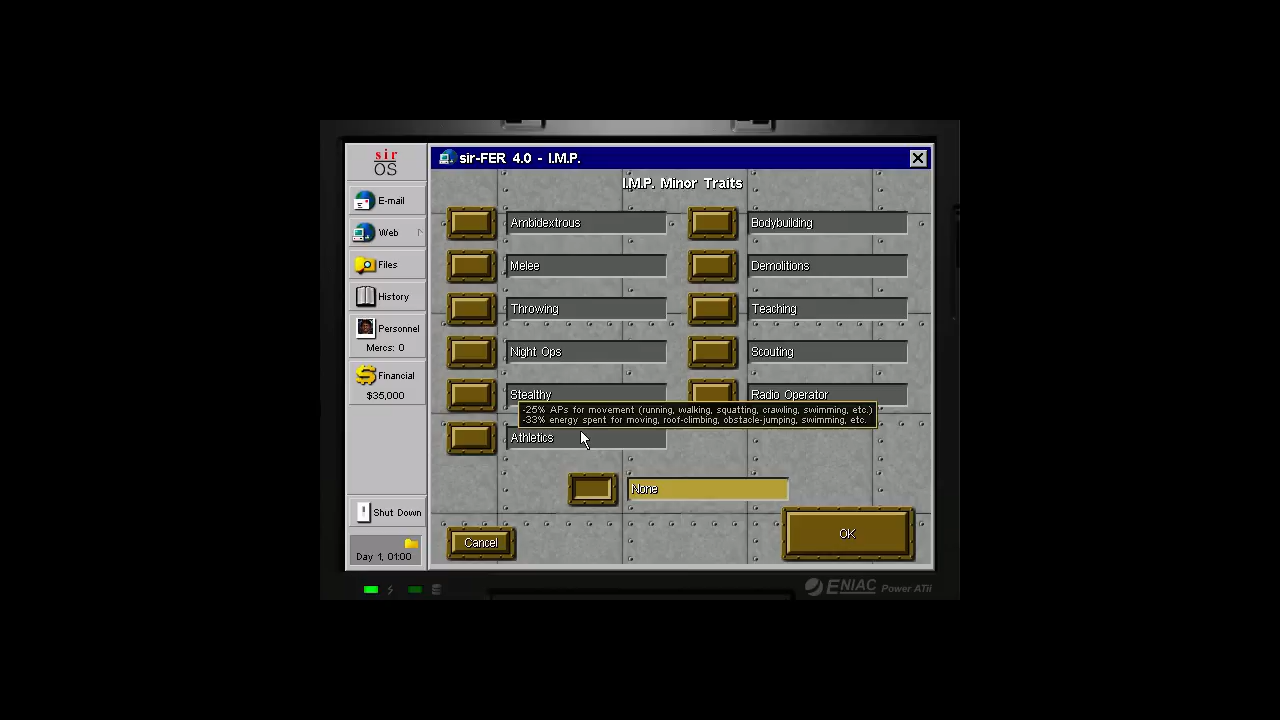 sir-FER 4.0 - I.M.P.
sir
OS
E-mail
Web
Files
History
Personnel
Mercs: 0
Financial
$35,000
Shut Down
Day 1, 01:00
I.M.P. Minor Traits
Ambidextrous
Bodybuilding
Melee
Demolitions
Throwing
Teaching
Night Ops
Scouting
Stealthy
Radio Operator
-25% APs for movement (running, walking, squatting, crawling, swimming, etc.)
-33% energy spent for moving, roof-climbing, obstacle-jumping, swimming, etc.
Athletics
None
Cancel
OK
ENIAC Power ATii